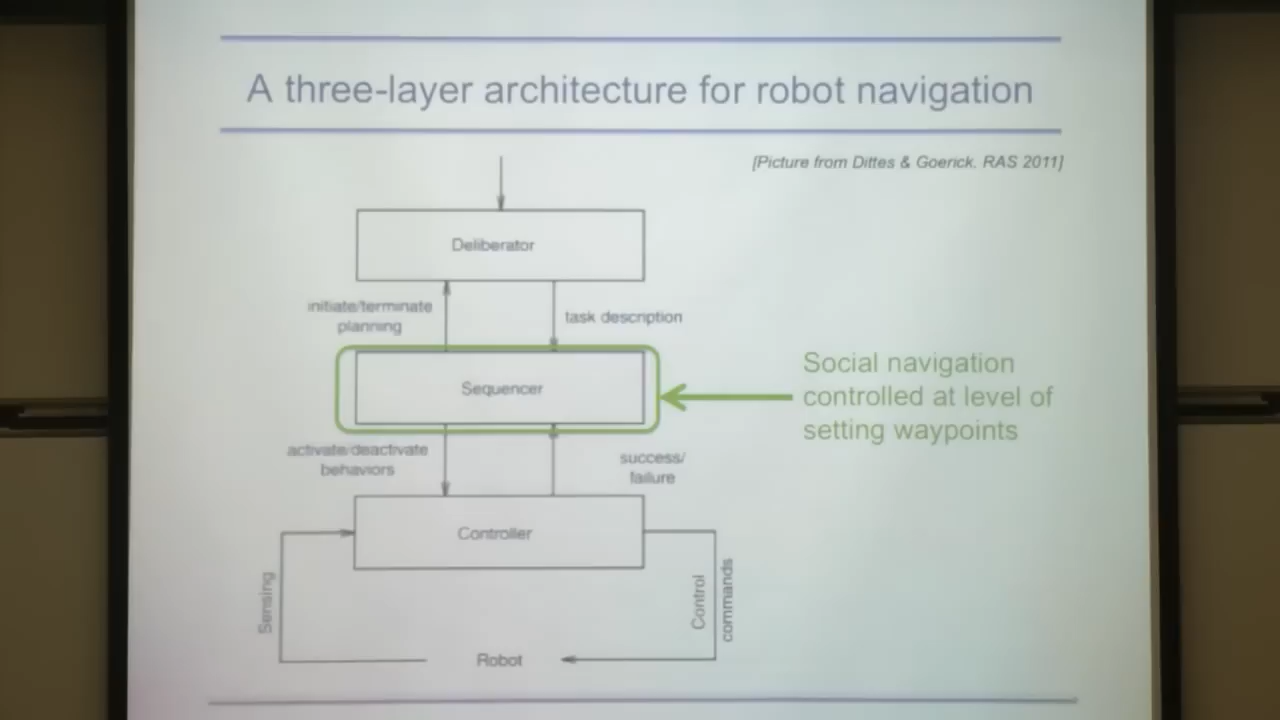 A three-layer architecture for robot navigation
[Picture from Dittes & Goerick. RAS 2011]
Deliberator
initiate/terminate
planning
task description
Sequencer
Social navigation
controlled at level of
setting waypoints
activate/deactivate
behaviors
success/
failure
Controller
Sensing
Control
commands
Robot